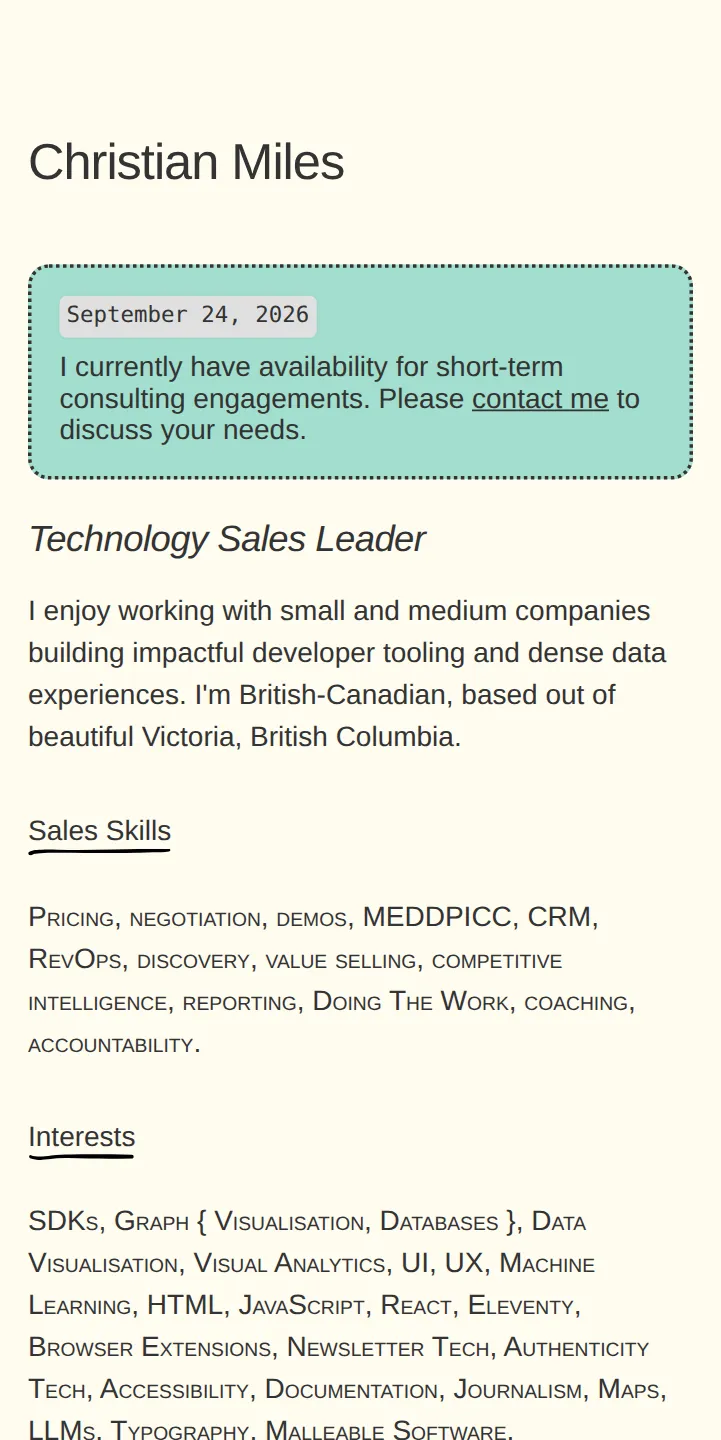 Christian Miles
September 24, 2026
I currently have availability for short-term
consulting engagements. Please contact me to
discuss your needs.
Technology Sales Leader
I enjoy working with small and medium companies
building impactful developer tooling and dense data
experiences. I'm British-Canadian, based out of
beautiful Victoria, British Columbia.
Sales Skills
Pricing, negotiation, demos, MEDDPICC, CRM,
RevOps, discovery, value selling, competitive
intelligence, reporting, Doing The Work, coaching,
accountability.
Interests
SDKs, Graph { Visualisation, Databases }, Data
Visualisation, Visual Analytics, UI, UX, Machine
Learning, HTML, JavaScript, React, Eleventy,
Browser Extensions, Newsletter Tech, Authenticity
Tech, Accessibility, Documentation, Journalism, Maps,
LLMs, Typography, Malleable Software.